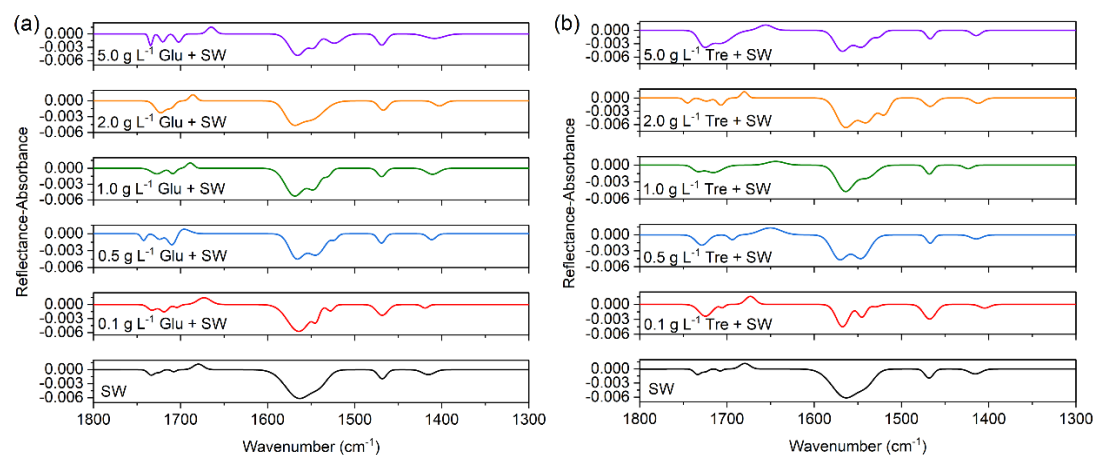 (a)
Reflectance-Absorbance
0.000
-0.003
-0.006
5.0 g L⁻¹ Glu + SW
0.000
-0.003
-0.006
2.0 g L⁻¹ Glu + SW
0.000
-0.003
-0.006
1.0 g L⁻¹ Glu + SW
0.000
-0.003
-0.006
0.5 g L⁻¹ Glu + SW
0.000
-0.003
-0.006
0.1 g L⁻¹ Glu + SW
0.000
-0.003
-0.006
SW
1800 1700 1600 1500 1400 1300
Wavenumber (cm⁻¹)
(b)
Reflectance-Absorbance
0.000
-0.003
-0.006
5.0 g L⁻¹ Tre + SW
0.000
-0.003
-0.006
2.0 g L⁻¹ Tre + SW
0.000
-0.003
-0.006
1.0 g L⁻¹ Tre + SW
0.000
-0.003
-0.006
0.5 g L⁻¹ Tre + SW
0.000
-0.003
-0.006
0.1 g L⁻¹ Tre + SW
0.000
-0.003
-0.006
SW
1800 1700 1600 1500 1400 1300
Wavenumber (cm⁻¹)